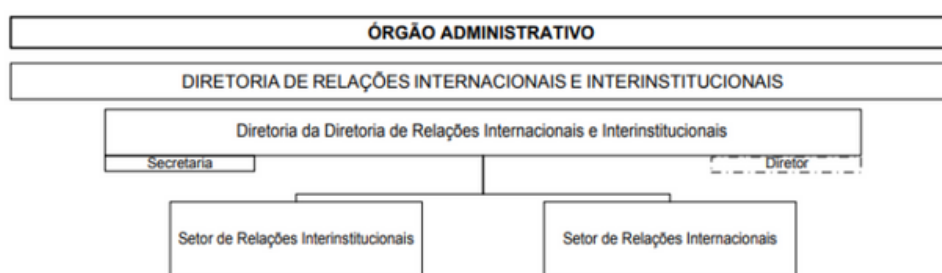 ÓRGÃO ADMINISTRATIVO
DIRETORIA DE RELAÇÕES INTERNACIONAIS E INTERINSTITUCIONAIS
Diretoria da Diretoria de Relações Internacionais e Interinstitucionais
Secretaria
Diretor
Setor de Relações Interinstitucionais
Setor de Relações Internacionais